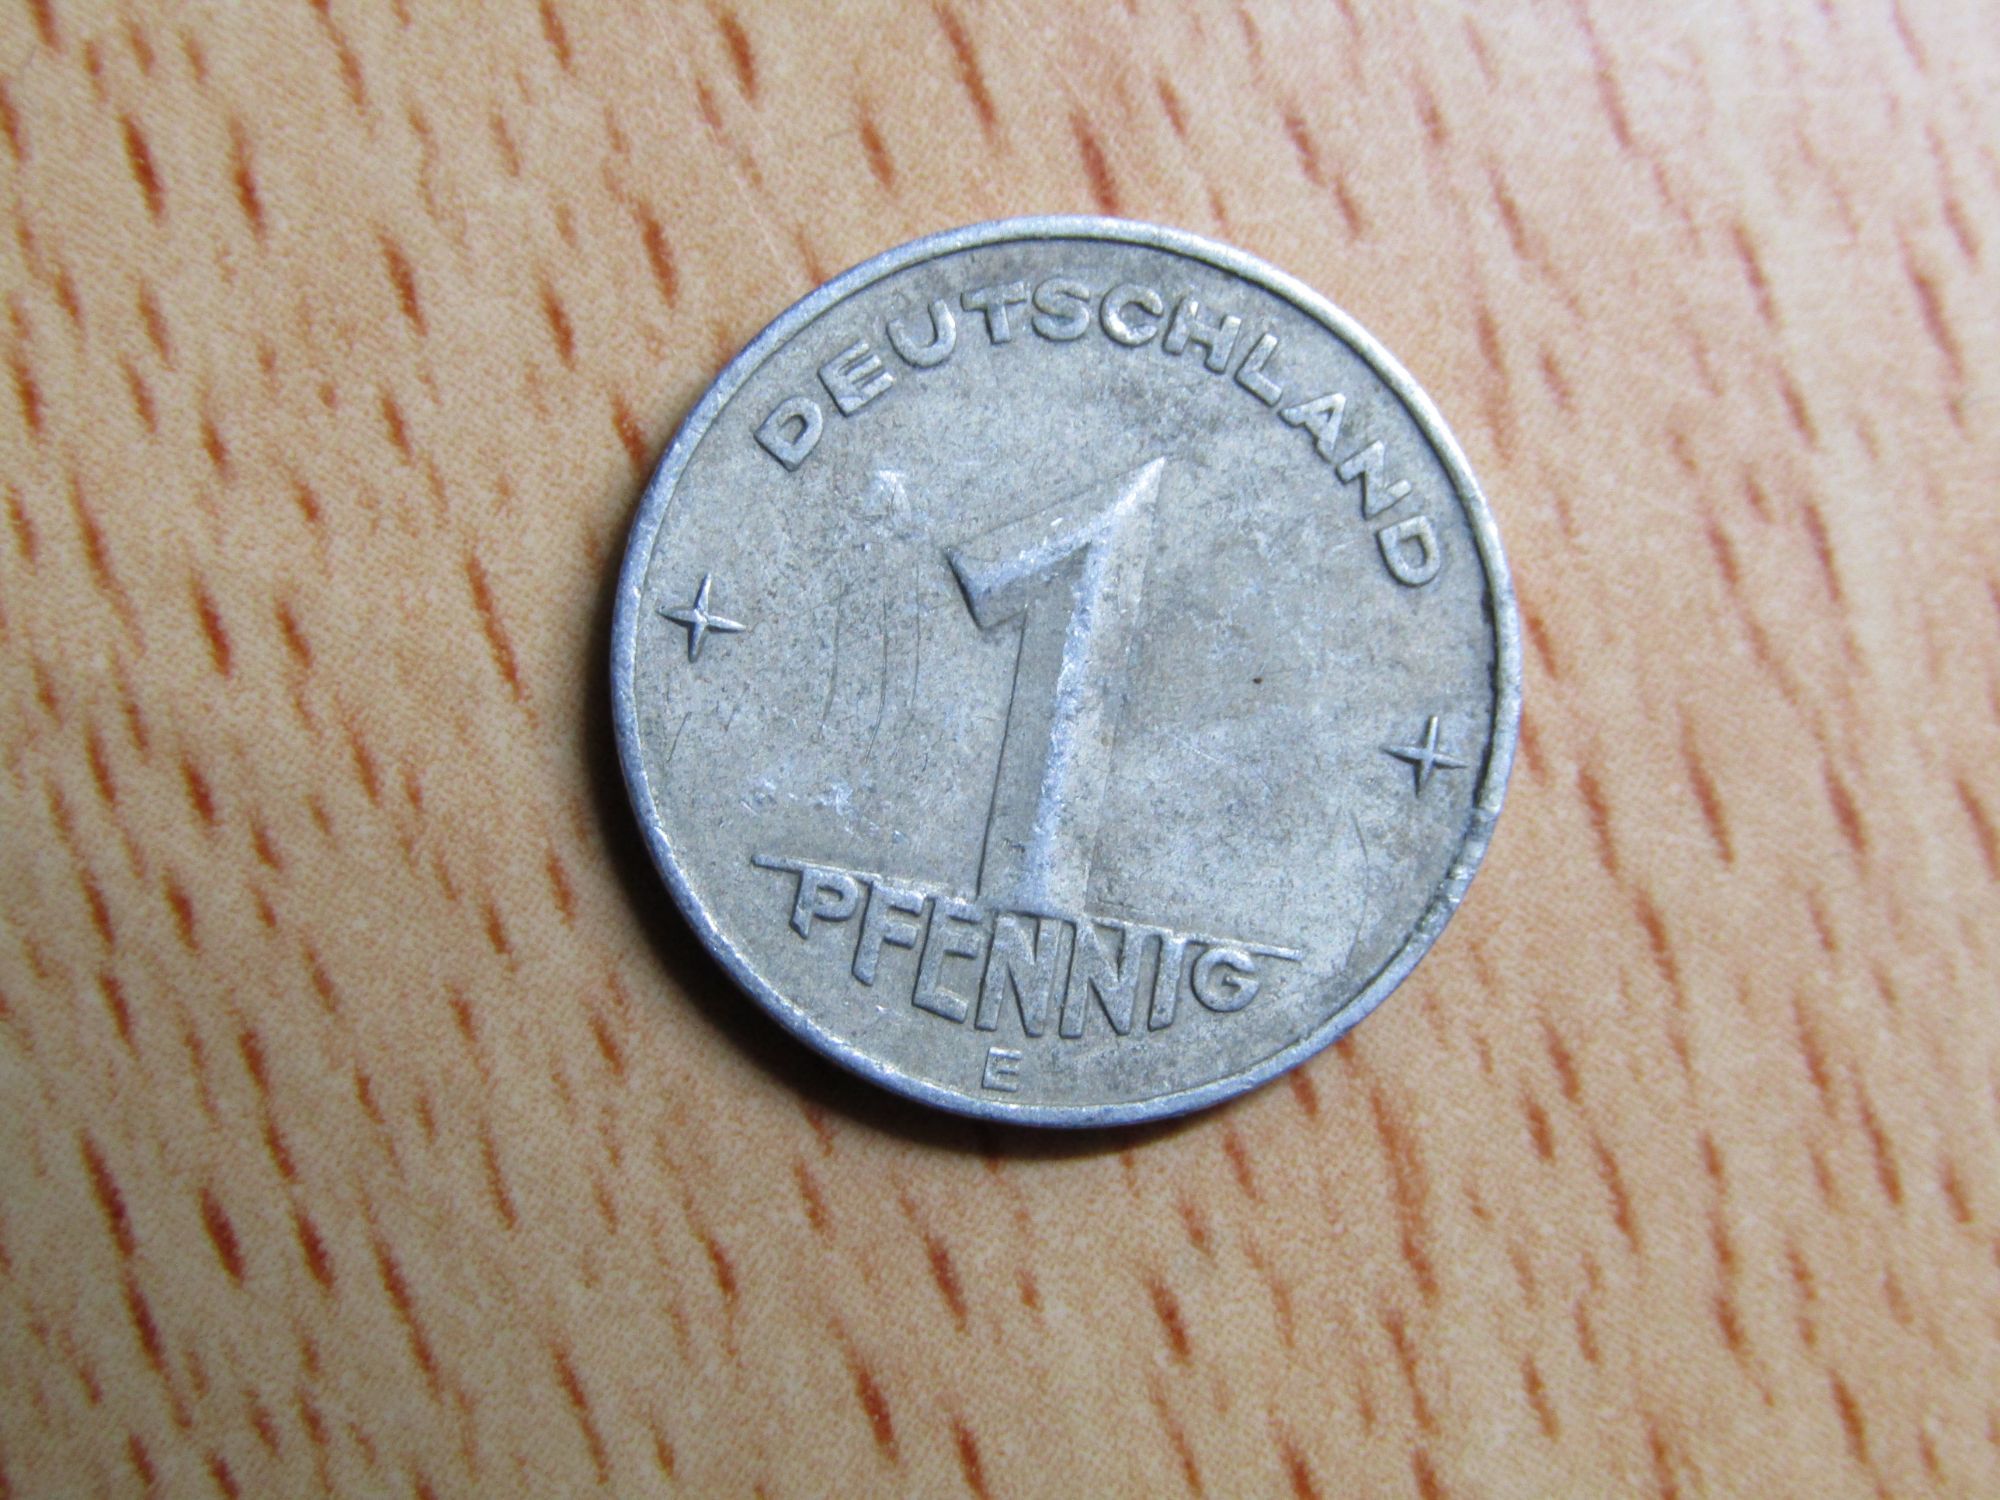 DEUTSCHLAND
1
PFENNIG
E